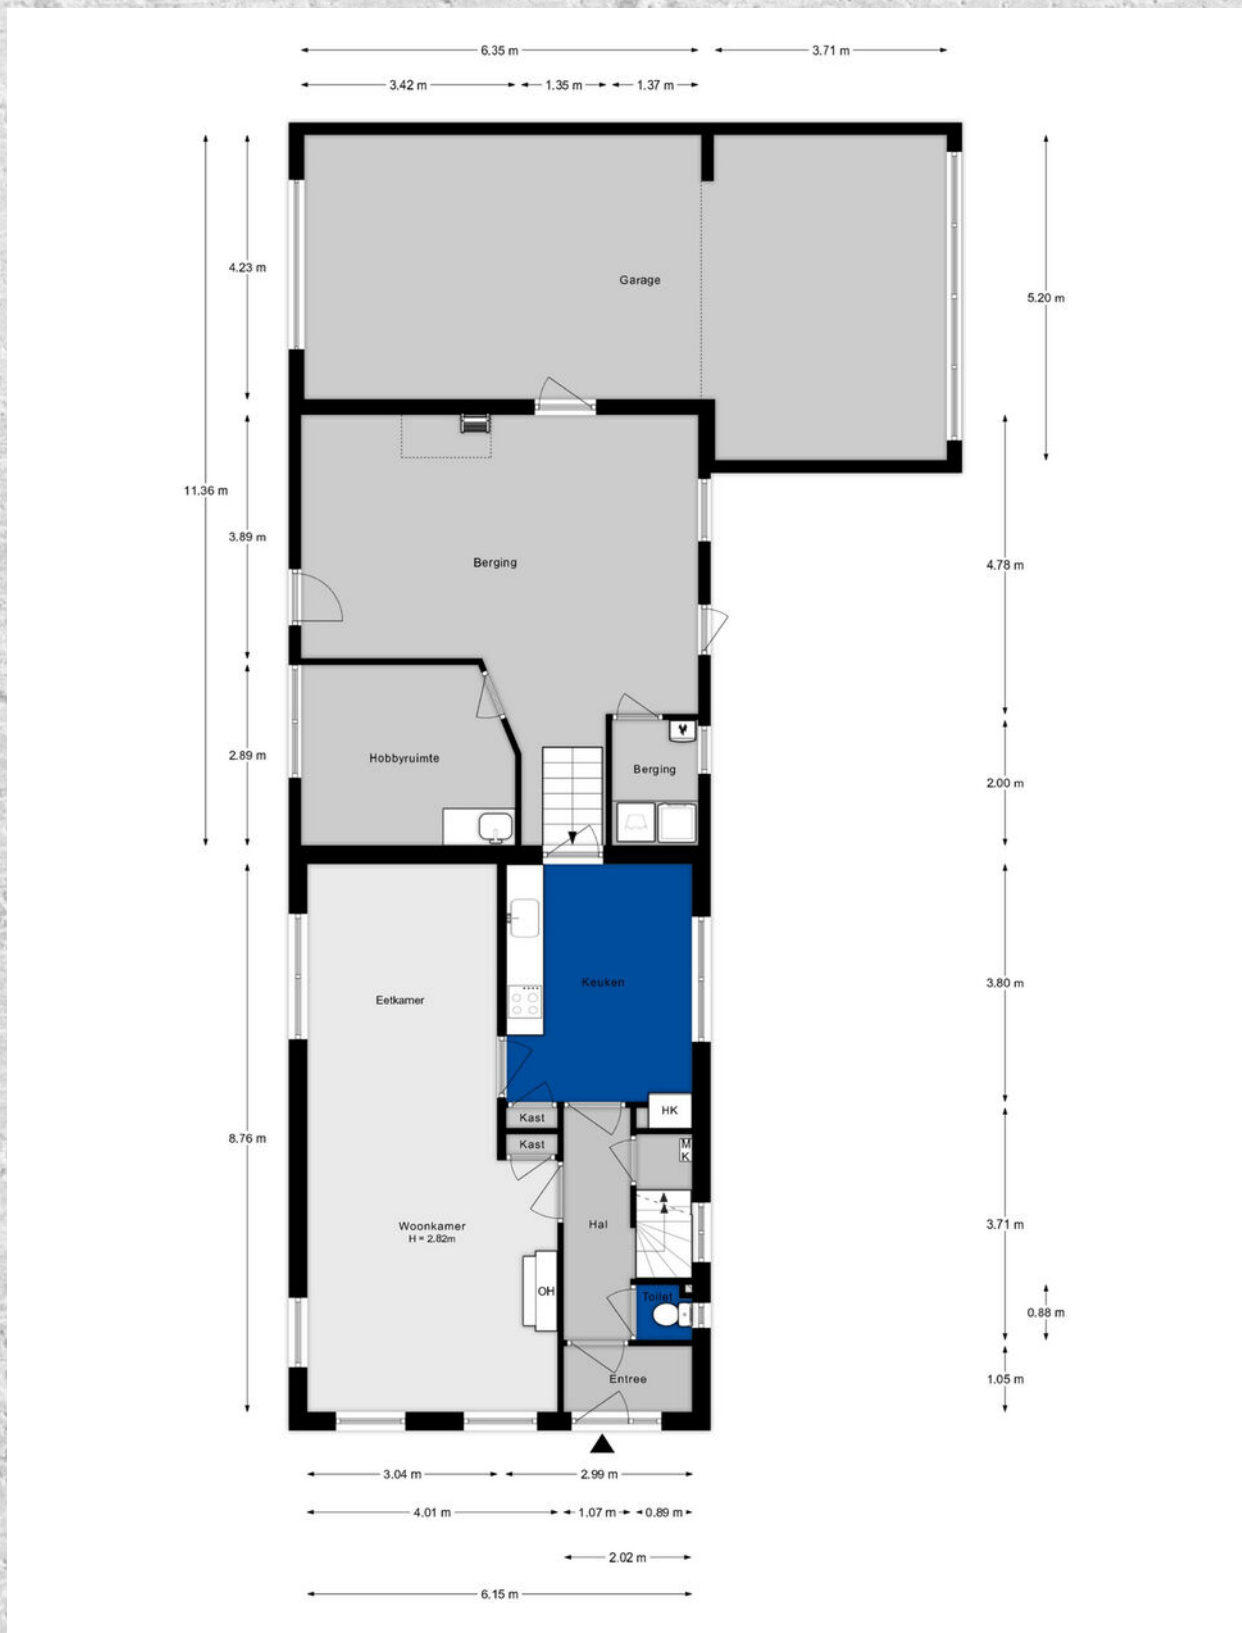 6.35 m
3.71 m
3.42 m
1.35 m
1.37 m
4.23 m
Garage
5.20 m
11.36 m
3.89 m
Berging
4.78 m
2.89 m
Hobbyruimte
Berging
2.00 m
Keuken
3.80 m
Eetkamer
Kast
HK
8.76 m
Kast
M
K
Woonkamer
H = 2.82m
Hal
3.71 m
OH
Toilet
0.88 m
Entree
1.05 m
3.04 m
2.99 m
4.01 m
1.07 m
0.89 m
2.02 m
6.15 m